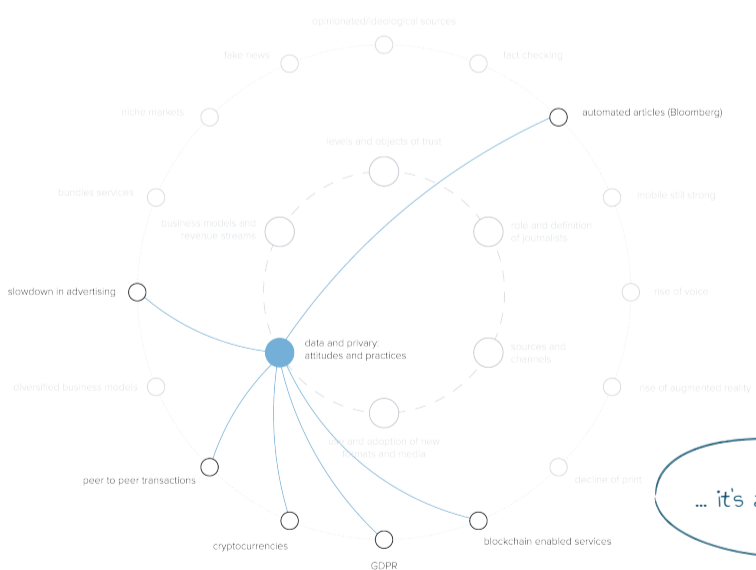 opinionated/ideological sources
fake news
fact checking
niche markets
automated articles (Bloomberg)
levels and objects of trust
bundles services
mobile still strong
business models and
revenue streams
role and definition
of journalists
slowdown in advertising
rise of voice
data and privary:
attitudes and practices
sources and
channels
diversified business models
rise of augmented reality
use and adoption of new
formats and media
peer to peer transactions
decline of print
... it's a
cryptocurrencies
blockchain enabled services
GDPR